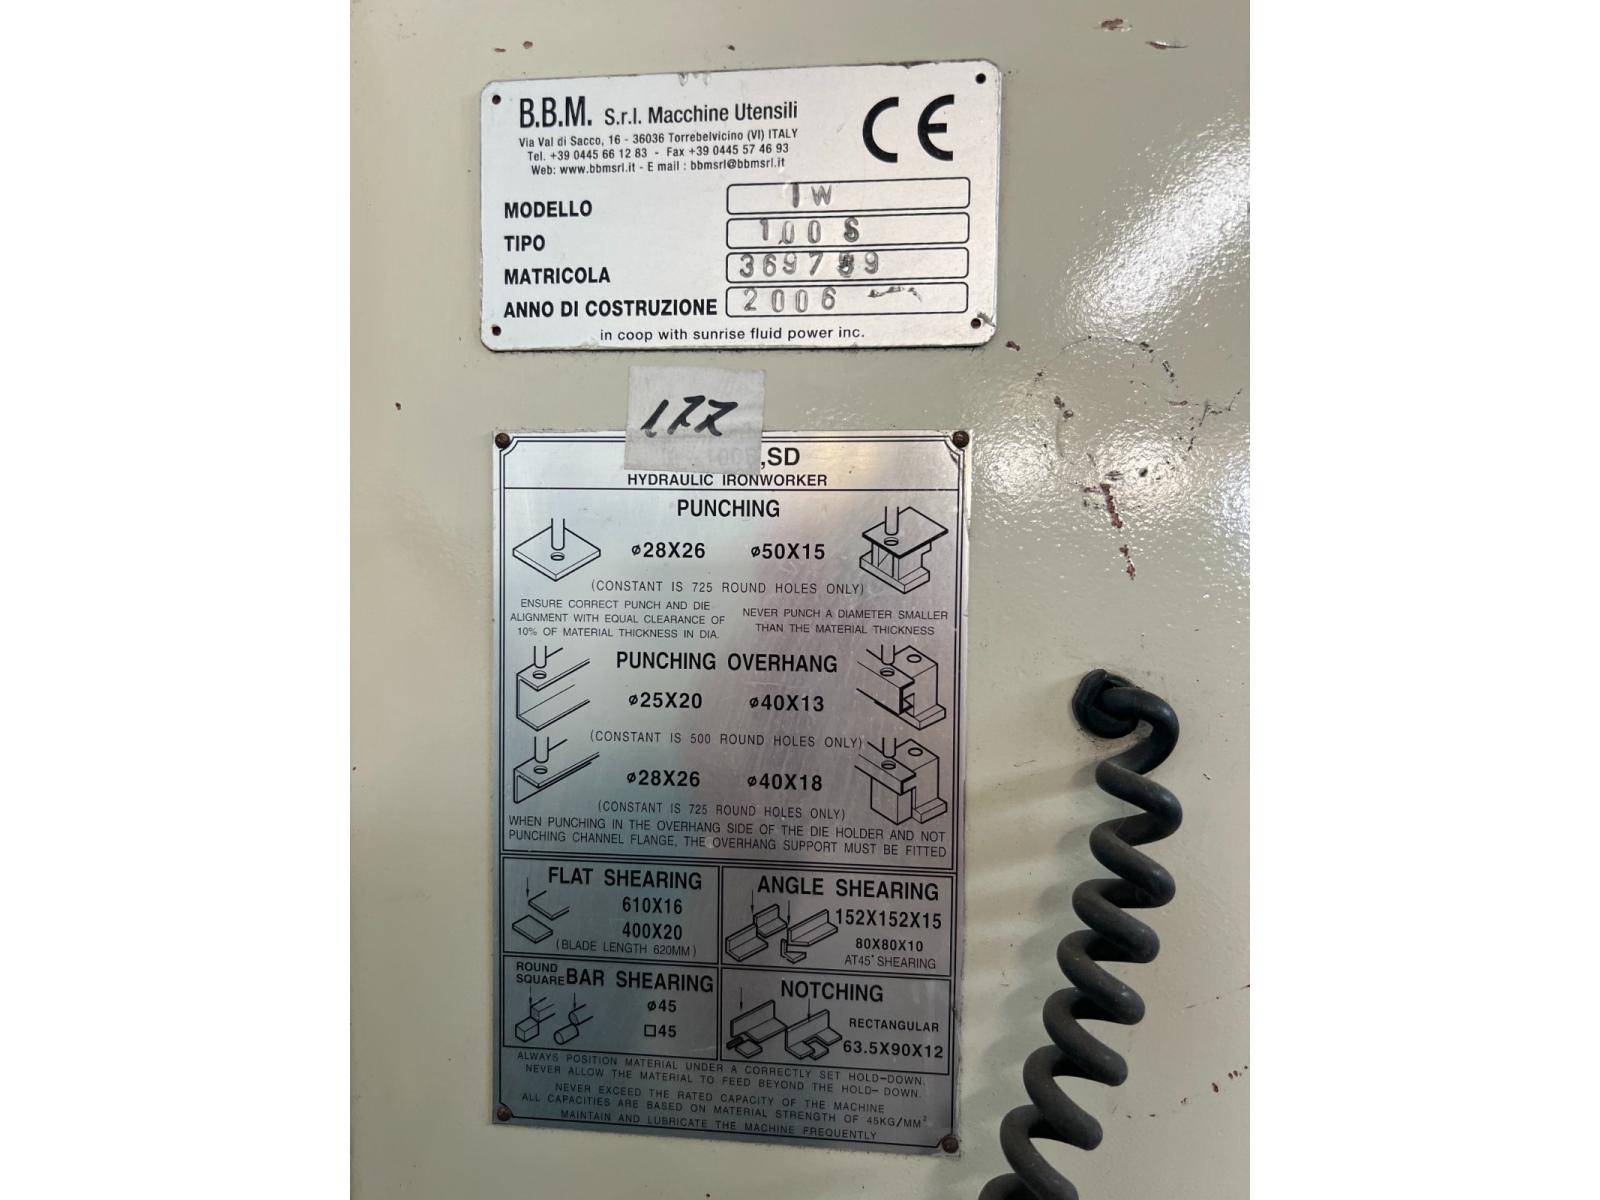 B.B.M. S.r.l. Macchine Utensili
Via Val di Sacco, 16 - 36036 Torrebelvicino (VI) ITALY
Tel. +39 0445 66 12 83 - Fax +39 0445 57 46 93
Web: www.bbmsrl.it - E mail : bbmsrl@bbmsrl.it
CE
MODELLO IW
TIPO 100S
MATRICOLA
ANNO DI COSTRUZIONE 2006
in coop with sunrise fluid power inc.
177
,SD
HYDRAULIC IRONWORKER
PUNCHING
⌀28X26 ⌀50X15
(CONSTANT IS 725 ROUND HOLES ONLY)
ENSURE CORRECT PUNCH AND DIE
ALIGNMENT WITH EQUAL CLEARANCE OF
10% OF MATERIAL THICKNESS IN DIA.
NEVER PUNCH A DIAMETER SMALLER
THAN THE MATERIAL THICKNESS
PUNCHING OVERHANG
⌀25X20 ⌀40X13
(CONSTANT IS 500 ROUND HOLES ONLY)
⌀28X26 ⌀40X18
(CONSTANT IS 725 ROUND HOLES ONLY)
WHEN PUNCHING IN THE OVERHANG SIDE OF THE DIE HOLDER AND NOT
PUNCHING CHANNEL FLANGE, THE OVERHANG SUPPORT MUST BE FITTED
FLAT SHEARING
610X16
400X20
(BLADE LENGTH 620MM)
ANGLE SHEARING
152X152X15
80X80X10
AT45° SHEARING
ROUND
SQUARE BAR SHEARING
⌀45
□45
NOTCHING
RECTANGULAR
63.5X90X12
ALWAYS POSITION MATERIAL UNDER A CORRECTLY SET HOLD-DOWN.
NEVER ALLOW THE MATERIAL TO FEED BEYOND THE HOLD-DOWN.
NEVER EXCEED THE RATED CAPACITY OF THE MACHINE
ALL CAPACITIES ARE BASED ON MATERIAL STRENGTH OF 45KG/MM²
MAINTAIN AND LUBRICATE THE MACHINE FREQUENTLY